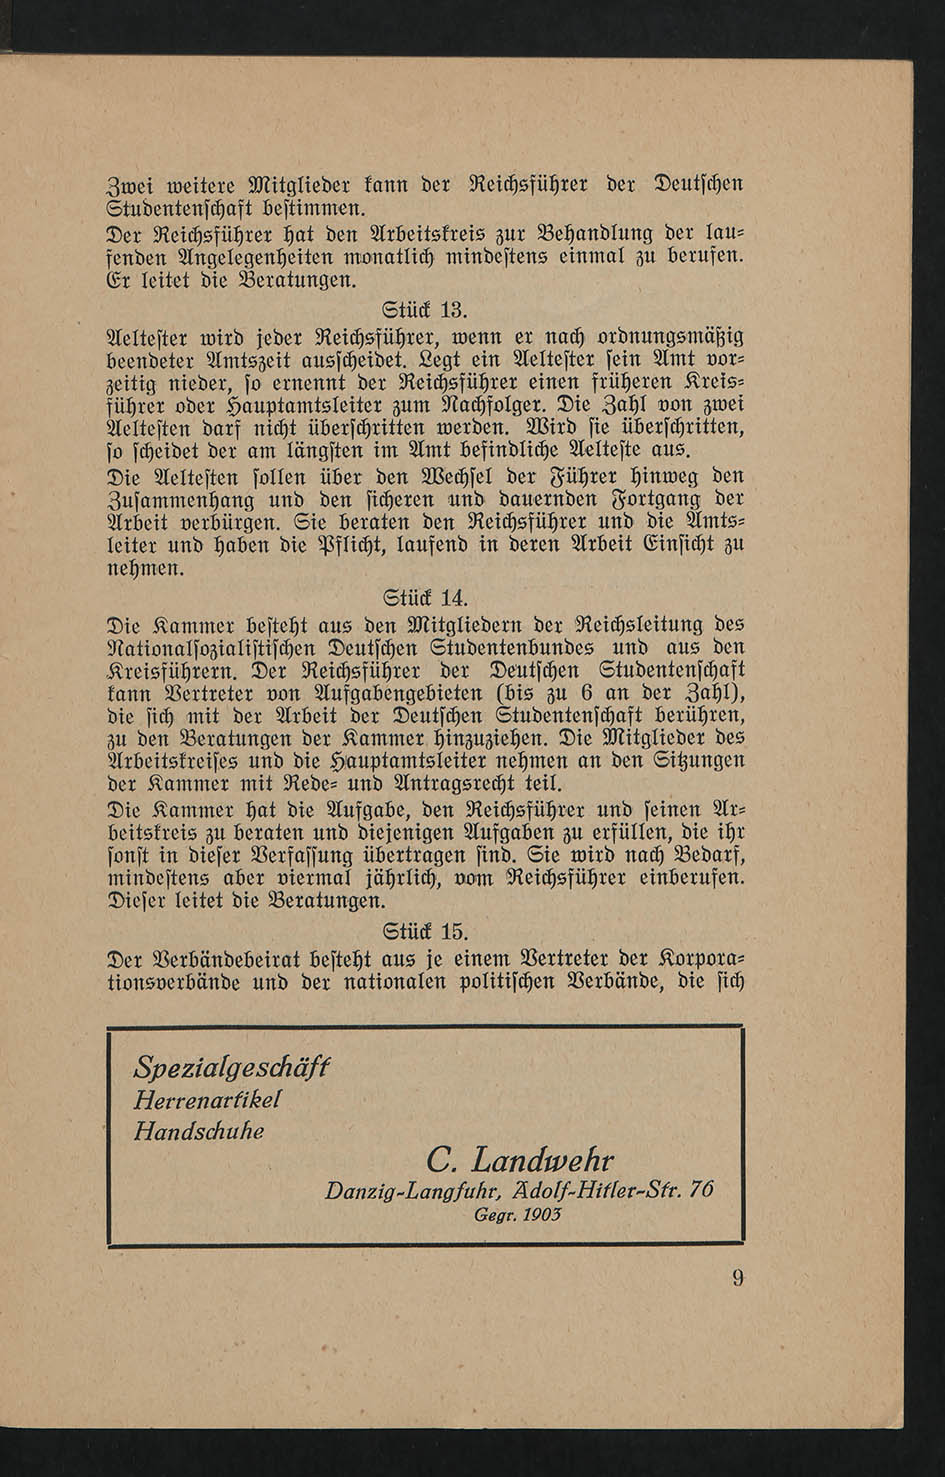 Zwei weitere Mitglieder kann der Reichsführer der Deutschen
Studentenschaft bestimmen.
Der Reichsführer hat den Arbeitskreis zur Behandlung der lau-
fenden Angelegenheiten monatlich mindestens einmal zu berufen.
Er leitet die Beratungen.
Stück 13.
Aeltester wird jeder Reichsführer, wenn er nach ordnungsmäßig
beendeter Amtszeit ausscheidet. Legt ein Aeltester sein Amt vor-
zeitig nieder, so ernennt der Reichsführer einen früheren Kreis-
führer oder Hauptamtsleiter zum Nachfolger. Die Zahl von zwei
Aeltesten darf nicht überschritten werden. Wird sie überschritten,
so scheidet der am längsten im Amt befindliche Aelteste aus.
Die Aeltesten sollen über den Wechsel der Führer hinweg den
Zusammenhang und den sicheren und dauernden Fortgang der
Arbeit verbürgen. Sie beraten den Reichsführer und die Amts-
leiter und haben die Pflicht, laufend in deren Arbeit Einsicht zu
nehmen.
Stück 14.
Die Kammer besteht aus den Mitgliedern der Reichsleitung des
Nationalsozialistischen Deutschen Studentenbundes und aus den
Kreisführern. Der Reichsführer der Deutschen Studentenschaft
kann Vertreter von Aufgabengebieten (bis zu 6 an der Zahl),
die sich mit der Arbeit der Deutschen Studentenschaft berühren,
zu den Beratungen der Kammer hinzuziehen. Die Mitglieder des
Arbeitskreises und die Hauptamtsleiter nehmen an den Sitzungen
der Kammer mit Rede- und Antragsrecht teil.
Die Kammer hat die Aufgabe, den Reichsführer und seinen Ar-
beitskreis zu beraten und diejenigen Aufgaben zu erfüllen, die ihr
sonst in dieser Verfassung übertragen sind. Sie wird nach Bedarf,
mindestens aber viermal jährlich, vom Reichsführer einberufen.
Dieser leitet die Beratungen.
Stück 15.
Der Verbändebeirat besteht aus je einem Vertreter der Korpora-
tionsverbände und der nationalen politischen Verbände, die sich
Spezialgeschäft
Herrenartikel
Handschuhe
C. Landwehr
Danzig-Langfuhr, Adolf-Hitler-Str. 76
Gegr. 1903
9